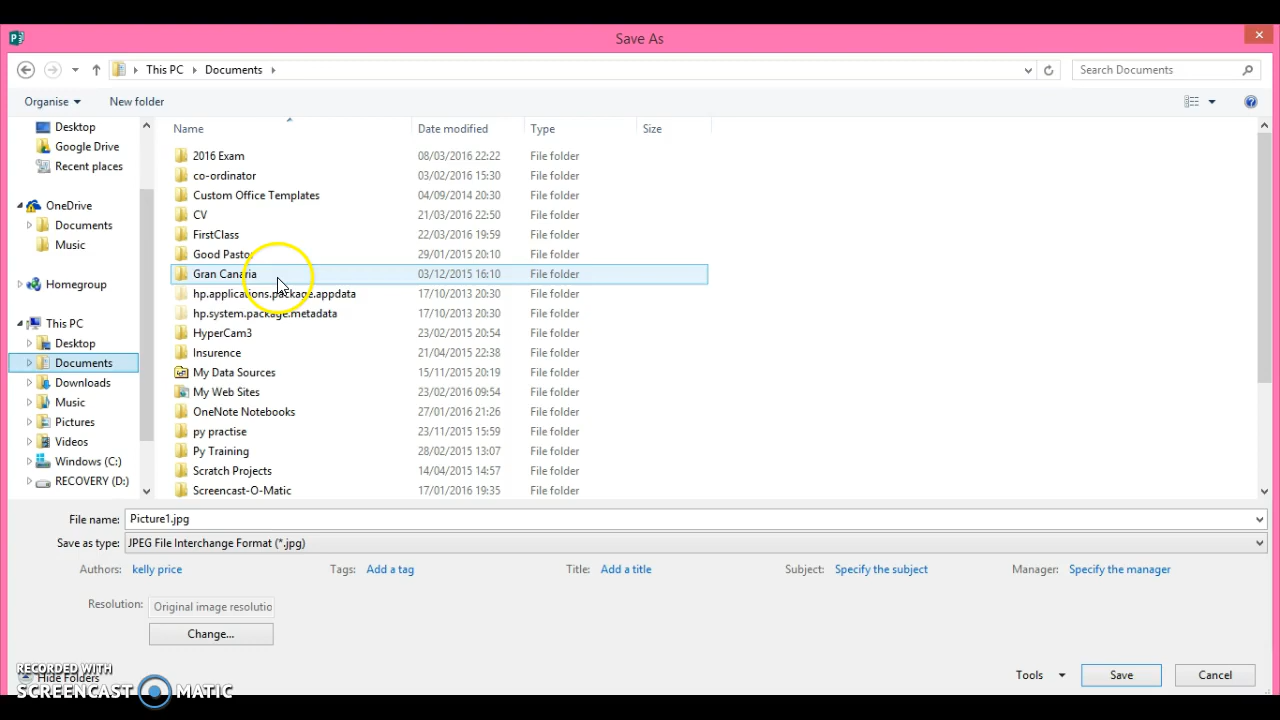 Save As
This PC Documents
Search Documents
Organise New folder
Desktop
Google Drive
Recent places
OneDrive
Documents
Music
Homegroup
This PC
Desktop
Documents
Downloads
Music
Pictures
Videos
Windows (C:)
RECOVERY (D:)
Name Date modified Type Size
2016 Exam 08/03/2016 22:22 File folder
co-ordinator 03/02/2016 15:30 File folder
Custom Office Templates 04/09/2014 20:30 File folder
CV 21/03/2016 22:50 File folder
FirstClass 22/03/2016 19:59 File folder
Good Pastor 29/01/2015 20:10 File folder
Gran Canaria 03/12/2015 16:10 File folder
hp.applications.package.appdata 17/10/2013 20:30 File folder
hp.system.package.metadata 17/10/2013 20:30 File folder
HyperCam3 23/02/2015 20:54 File folder
Insurence 21/04/2015 22:38 File folder
My Data Sources 15/11/2015 20:19 File folder
My Web Sites 23/02/2016 09:54 File folder
OneNote Notebooks 27/01/2016 21:26 File folder
py practise 23/11/2015 15:59 File folder
Py Training 28/02/2015 13:07 File folder
Scratch Projects 14/04/2015 14:57 File folder
Screencast-O-Matic 17/01/2016 19:35 File folder
File name: Picture1.jpg
Save as type: JPEG File Interchange Format (*.jpg)
Authors: kelly price Tags: Add a tag Title: Add a title Subject: Specify the subject Manager: Specify the manager
Resolution: Original image resolutio
Change...
RECORDED WITH
Hide Folders
SCREENCAST MATIC
Tools Save Cancel